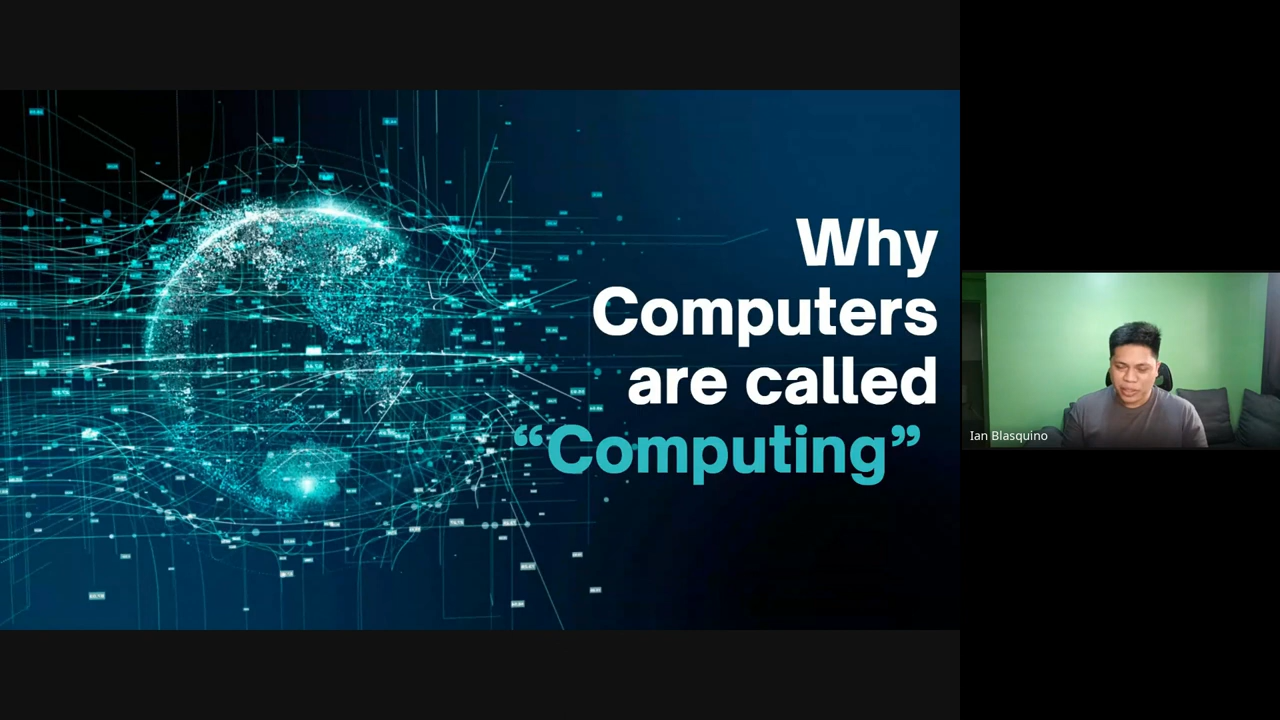 Why
Computers
are called
“Computing”
Ian Blasquino